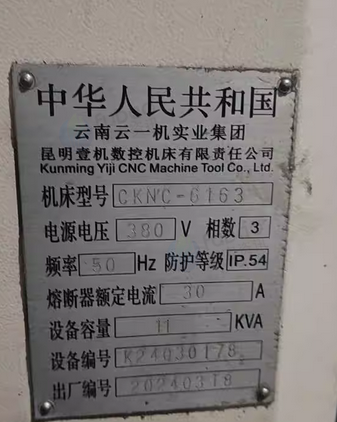 中华人民共和国
云南云一机实业集团
昆明壹机数控机床有限责任公司
Kunming Yiji CNC Machine Tool Co., Ltd.
机床型号 CKNC-6163
电源电压 380 V 相数 3
频率 50 Hz 防护等级 IP.54
熔断器额定电流 30 A
设备容量 11 KVA
设备编号 K24030178
出厂编号 20240318